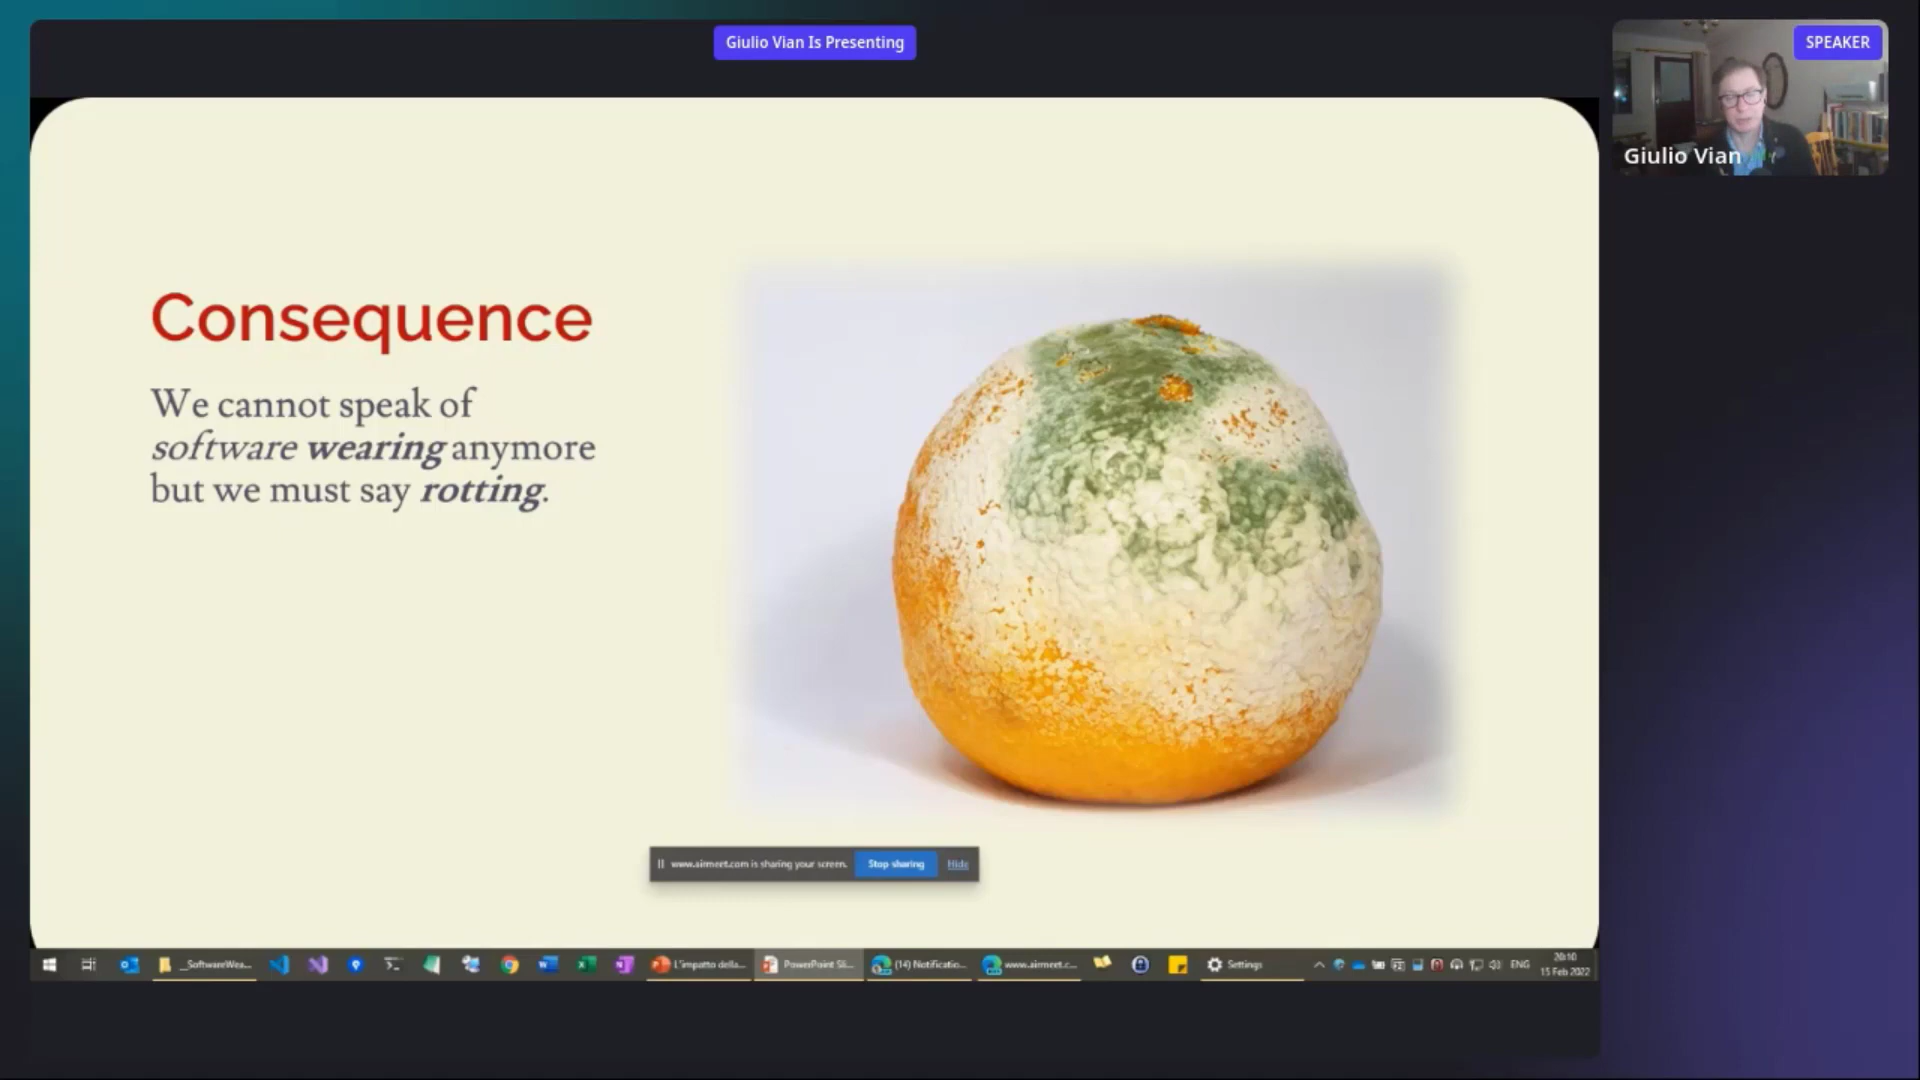 Giulio Vian Is Presenting
SPEAKER
Giulio Vian
Consequence
We cannot speak of
software wearing anymore
but we must say rotting.
www.airmeet.com is sharing your screen.
Stop sharing
Hide
_SoftwareWea...
L'impatto della...
PowerPoint Sli...
(14) Notificatio...
www.airmeet.c...
Settings
ENG
20:10
15 Feb 2022